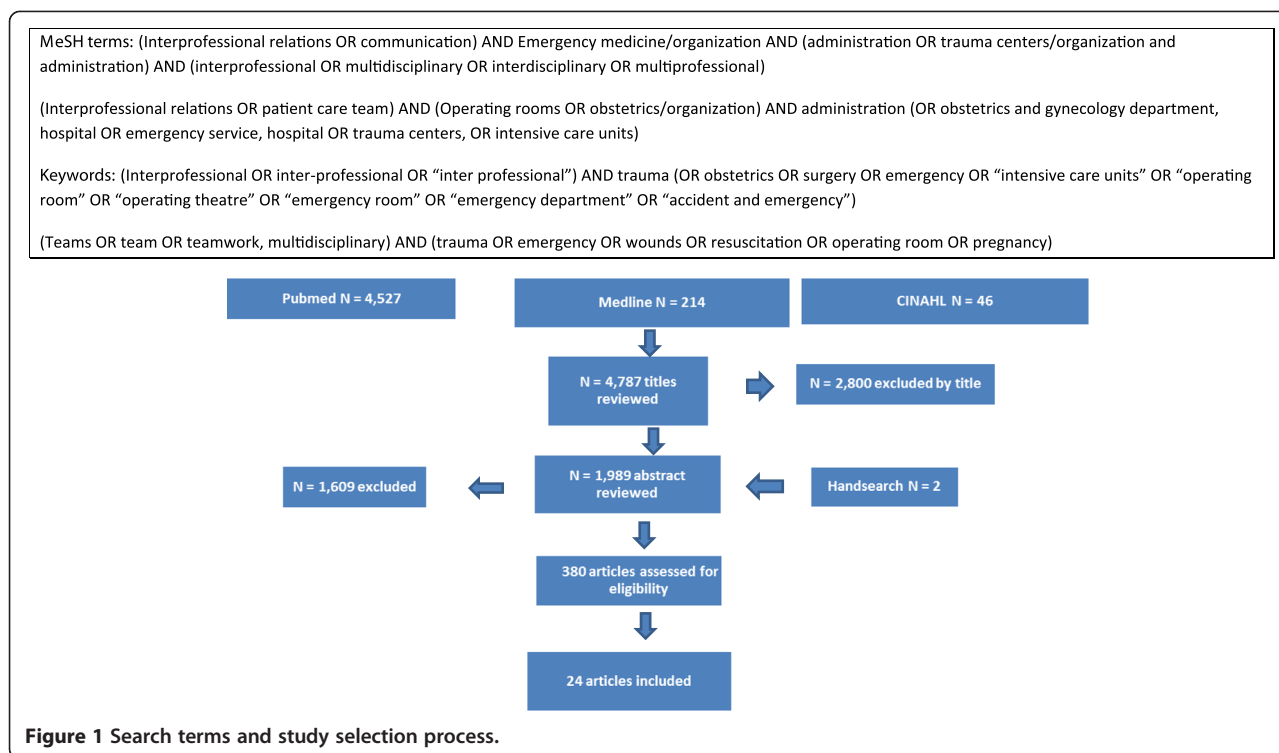 MeSH terms: (Interprofessional relations OR communication) AND Emergency medicine/organization AND (administration OR trauma centers/organization and
administration) AND (interprofessional OR multidisciplinary OR interdisciplinary OR multiprofessional)
(Interprofessional relations OR patient care team) AND (Operating rooms OR obstetrics/organization) AND administration (OR obstetrics and gynecology department,
hospital OR emergency service, hospital OR trauma centers, OR intensive care units)
Keywords: (Interprofessional OR inter-professional OR “inter professional”) AND trauma (OR obstetrics OR surgery OR emergency OR “intensive care units” OR “operating
room” OR “operating theatre” OR “emergency room” OR “emergency department” OR “accident and emergency”)
(Teams OR team OR teamwork, multidisciplinary) AND (trauma OR emergency OR wounds OR resuscitation OR operating room OR pregnancy)
Pubmed N = 4,527
Medline N = 214
CINAHL N = 46
N = 4,787 titles
reviewed
N = 2,800 excluded by title
N = 1,989 abstract
reviewed
N = 1,609 excluded
Handsearch N = 2
380 articles assessed for
eligibility
24 articles included
Figure 1 Search terms and study selection process.